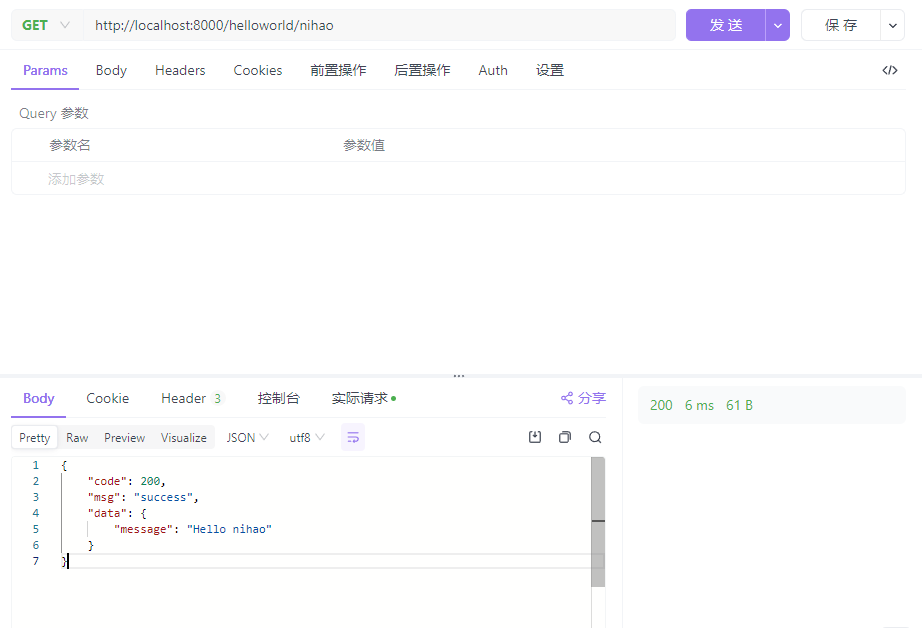 GET http://localhost:8000/helloworld/nihao 发 送 保 存
Params Body Headers Cookies 前置操作 后置操作 Auth 设置 </>
Query 参数
参数名 参数值
添加参数
Body Cookie Header 3 控制台 实际请求 分享
200 6 ms 61 B
Pretty Raw Preview Visualize JSON utf8
1 {
2 "code": 200,
3 "msg": "success",
4 "data": {
5 "message": "Hello nihao"
6 }
7 }